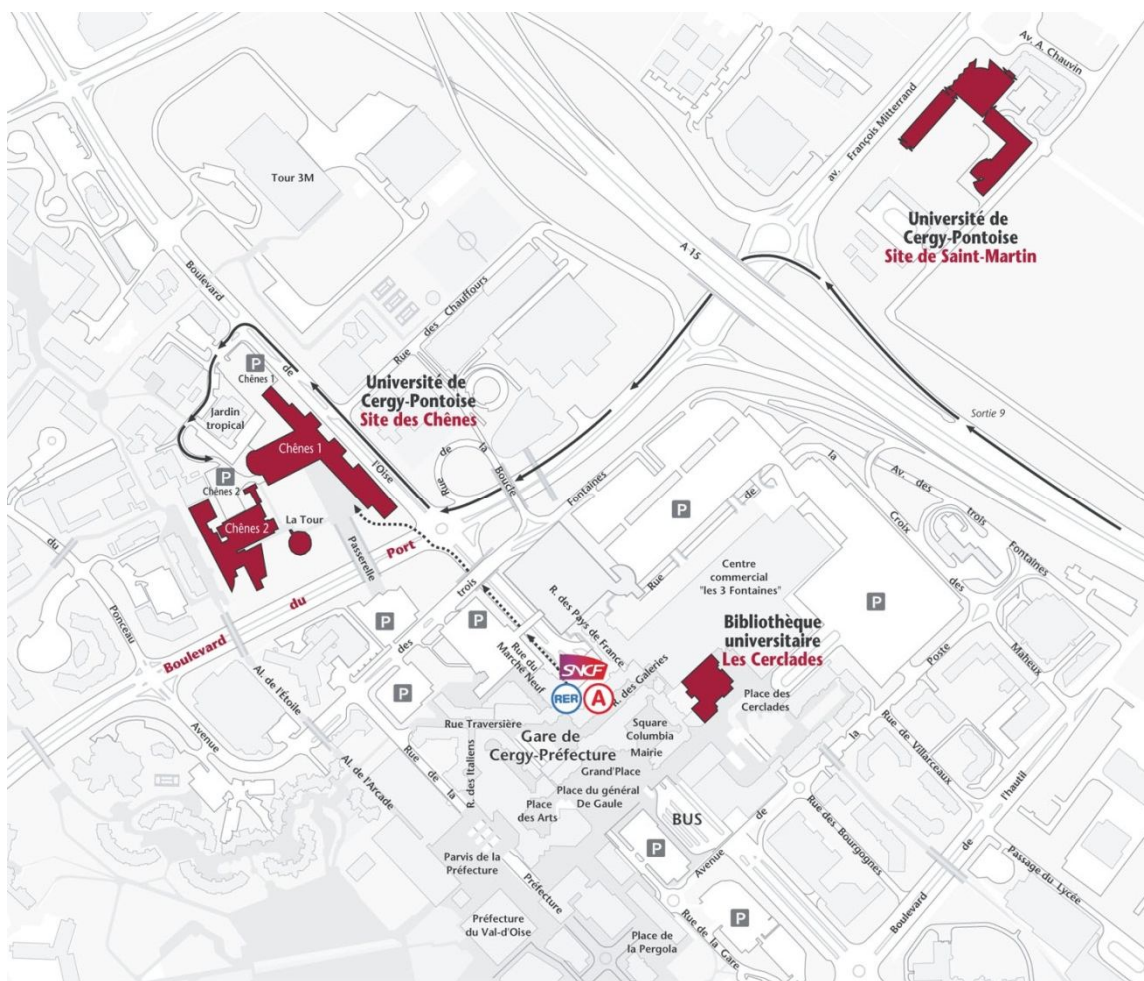 Av. A. Chauvin
av. François Mitterrand
Tour 3M
Université de
Cergy-Pontoise
Site de Saint-Martin
A 15
Boulevard
de
l'Oise
Rue
des
Chauffours
P
Chênes 1
Université de
Cergy-Pontoise
Site des Chênes
Jardin
tropical
Chênes 1
Sortie 9
Rue
de
la
Boucle
P
Chênes 2
Chênes 2
La Tour
Fontaines
trois
des
la
Croix
des
Maheux
Av.
des
trois
Fontaines
P
Rue
de
Passerelle
Boulevard
du
Port
du
Ponceau
Avenue
Centre
commercial
"les 3 Fontaines"
P
R. des Pays de France
P
P
P
Bibliothèque
universitaire
Les Cerclades
Rue du
Marché Neuf
SNCF
RER
A
R. des Galeries
Place des
Cerclades
Poste
la
de
Avenue
Al. de l'Étoile
Al. de l'Arcade
Rue Traversière
Gare de
Cergy-Préfecture
Square
Columbia
Mairie
Grand'Place
Rue de Villarceaux
R. des Italiens
Rue
de
la
Préfecture
Place du général
De Gaule
Place
des Arts
BUS
P
Rue des Bourgognes
l'hautil
de
Boulevard
Passage du Lycée
Parvis de la
Préfecture
Préfecture
du Val-d'Oise
Place de
la Pergola
P
Rue de la Gare